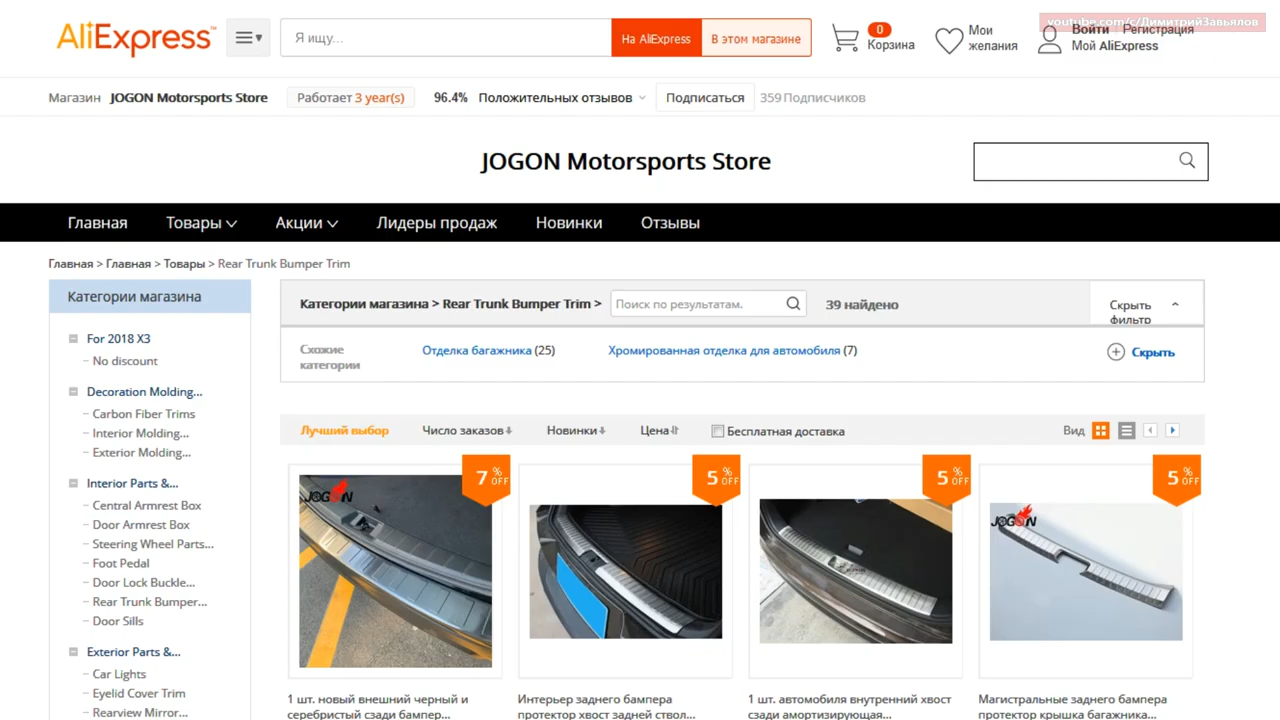 AliExpress™
Я ищу...
На AliExpress
В этом магазине
0
Корзина
Мои
желания
youtube.com/c/ДимитрийЗавьялов
Войти Регистрация
Мой AliExpress
Магазин JOGON Motorsports Store
Работает 3 year(s)
96.4% Положительных отзывов
Подписаться
359 Подписчиков
JOGON Motorsports Store
Главная Товары Акции Лидеры продаж Новинки Отзывы
Главная > Главная > Товары > Rear Trunk Bumper Trim
Категории магазина
For 2018 X3
No discount
Decoration Molding...
Carbon Fiber Trims
Interior Molding...
Exterior Molding...
Interior Parts &...
Central Armrest Box
Door Armrest Box
Steering Wheel Parts...
Foot Pedal
Door Lock Buckle...
Rear Trunk Bumper...
Door Sills
Exterior Parts &...
Car Lights
Eyelid Cover Trim
Rearview Mirror...
Категории магазина > Rear Trunk Bumper Trim >
Поиск по результатам.
39 найдено
Скрыть
фильтр
Схожие
категории
Отделка багажника (25)
Хромированная отделка для автомобиля (7)
Скрыть
Лучший выбор Число заказов Новинки Цена Бесплатная доставка
Вид
7 % OFF
5 % OFF
5 % OFF
5 % OFF
JOGON
JOGON
1 шт. новый внешний черный и
серебристый сзади бампер...
Интерьер заднего бампера
протектор хвост задней ствол...
1 шт. автомобиля внутренний хвост
сзади амортизирующая...
Магистральные заднего бампера
протектор крышка багажника...